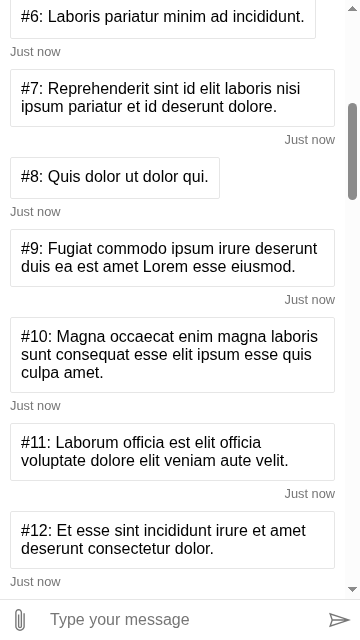 #6: Laboris pariatur minim ad incididunt.
Just now
#7: Reprehenderit sint id elit laboris nisi
ipsum pariatur et id deserunt dolore.
Just now
#8: Quis dolor ut dolor qui.
Just now
#9: Fugiat commodo ipsum irure deserunt
duis ea est amet Lorem esse eiusmod.
Just now
#10: Magna occaecat enim magna laboris
sunt consequat esse elit ipsum esse quis
culpa amet.
Just now
#11: Laborum officia est elit officia
voluptate dolore elit veniam aute velit.
Just now
#12: Et esse sint incididunt irure et amet
deserunt consectetur dolor.
Just now
Type your message